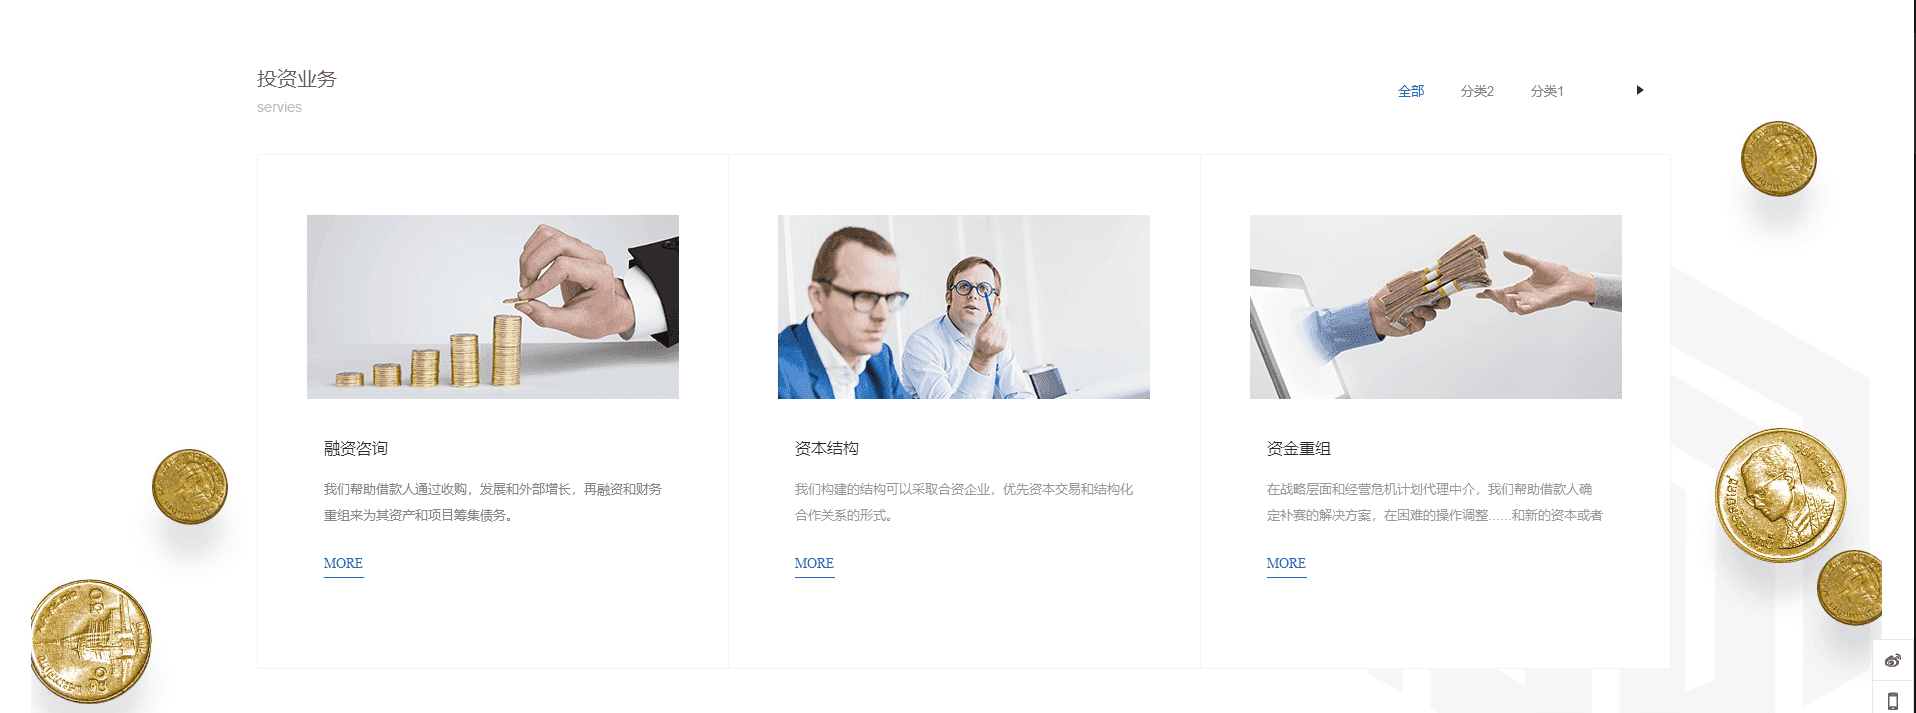 投资业务
servies
全部 分类2 分类1
融资咨询
我们帮助借款人通过收购，发展和外部增长，再融资和财务
重组来为其资产和项目筹集债务。
MORE
资本结构
我们构建的结构可以采取合资企业，优先资本交易和结构化
合作关系的形式。
MORE
资金重组
在战略层面和经营危机计划代理中介，我们帮助借款人确
定补赛的解决方案，在困难的操作调整……和新的资本或者
MORE